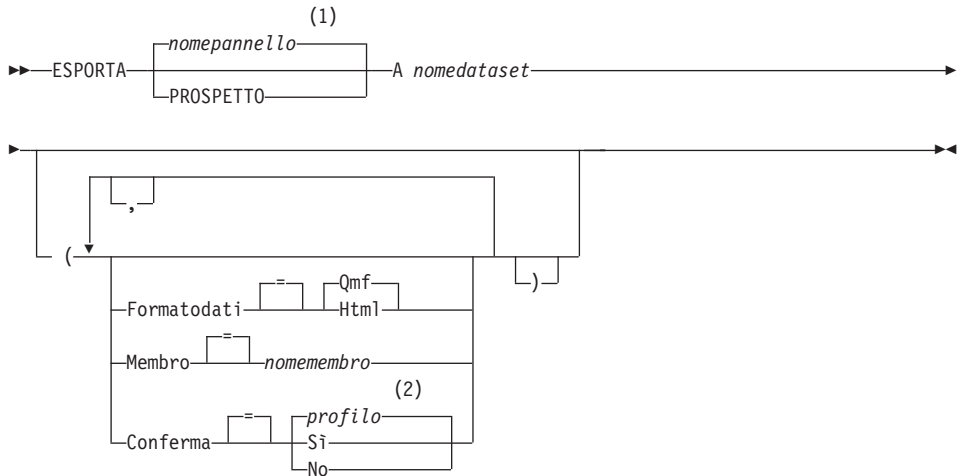 (1)
nomepannello
ESPORTA A nomedataset
PROSPETTO
,
( )
= Qmf
Formatodati Html
=
Membro nomemembro
(2)
= profilo
Conferma Sì
No